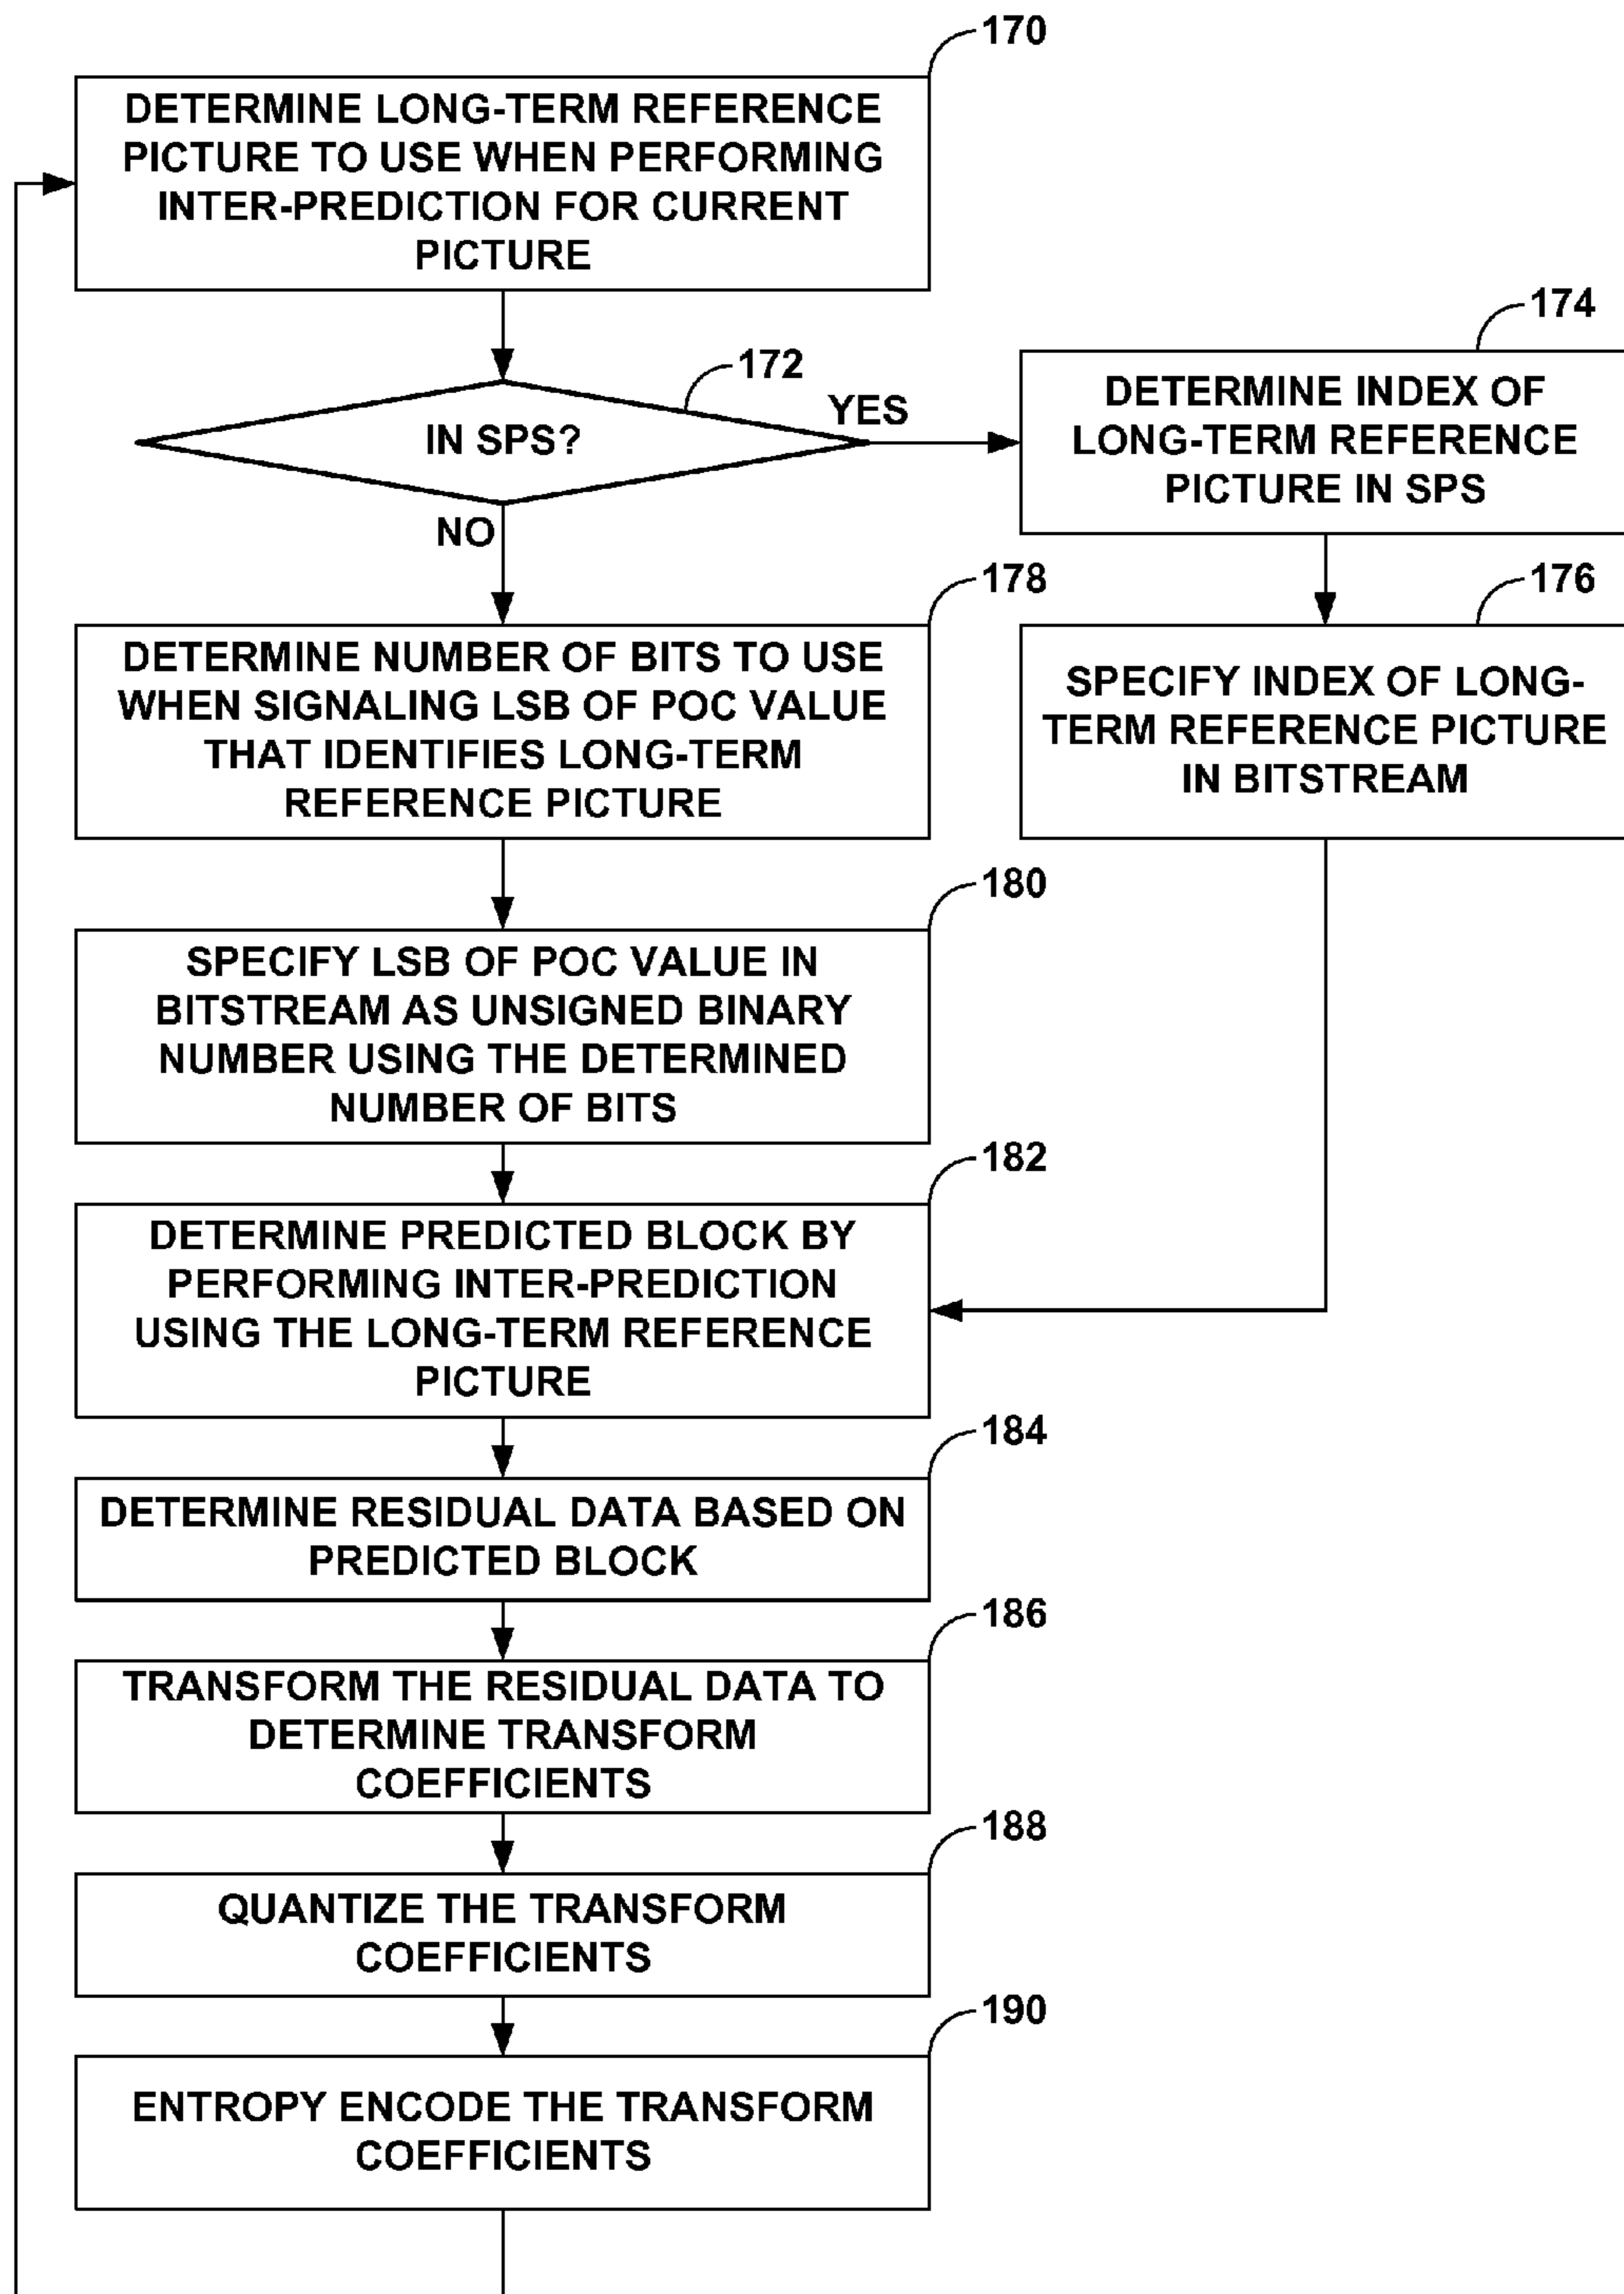 170
DETERMINE LONG-TERM REFERENCE
PICTURE TO USE WHEN PERFORMING
INTER-PREDICTION FOR CURRENT
PICTURE
172
IN SPS?
YES
NO
174
DETERMINE INDEX OF
LONG-TERM REFERENCE
PICTURE IN SPS
176
SPECIFY INDEX OF LONG-
TERM REFERENCE PICTURE
IN BITSTREAM
178
DETERMINE NUMBER OF BITS TO USE
WHEN SIGNALING LSB OF POC VALUE
THAT IDENTIFIES LONG-TERM
REFERENCE PICTURE
180
SPECIFY LSB OF POC VALUE IN
BITSTREAM AS UNSIGNED BINARY
NUMBER USING THE DETERMINED
NUMBER OF BITS
182
DETERMINE PREDICTED BLOCK BY
PERFORMING INTER-PREDICTION
USING THE LONG-TERM REFERENCE
PICTURE
184
DETERMINE RESIDUAL DATA BASED ON
PREDICTED BLOCK
186
TRANSFORM THE RESIDUAL DATA TO
DETERMINE TRANSFORM
COEFFICIENTS
188
QUANTIZE THE TRANSFORM
COEFFICIENTS
190
ENTROPY ENCODE THE TRANSFORM
COEFFICIENTS